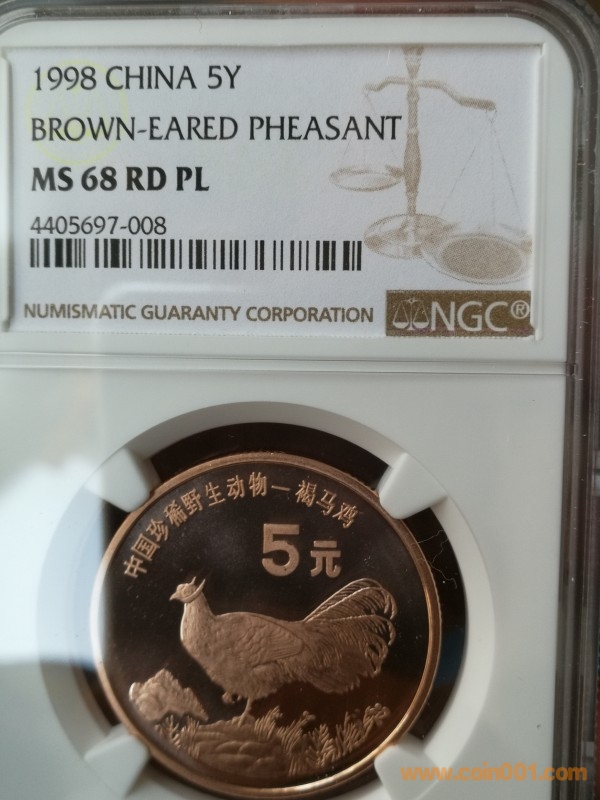 1998 CHINA 5Y
BROWN-EARED PHEASANT
MS 68 RD PL
4405697-008
NUMISMATIC GUARANTY CORPORATION
NGC®
中国珍稀野生动物—褐马鸡
5元
www.coin001.com